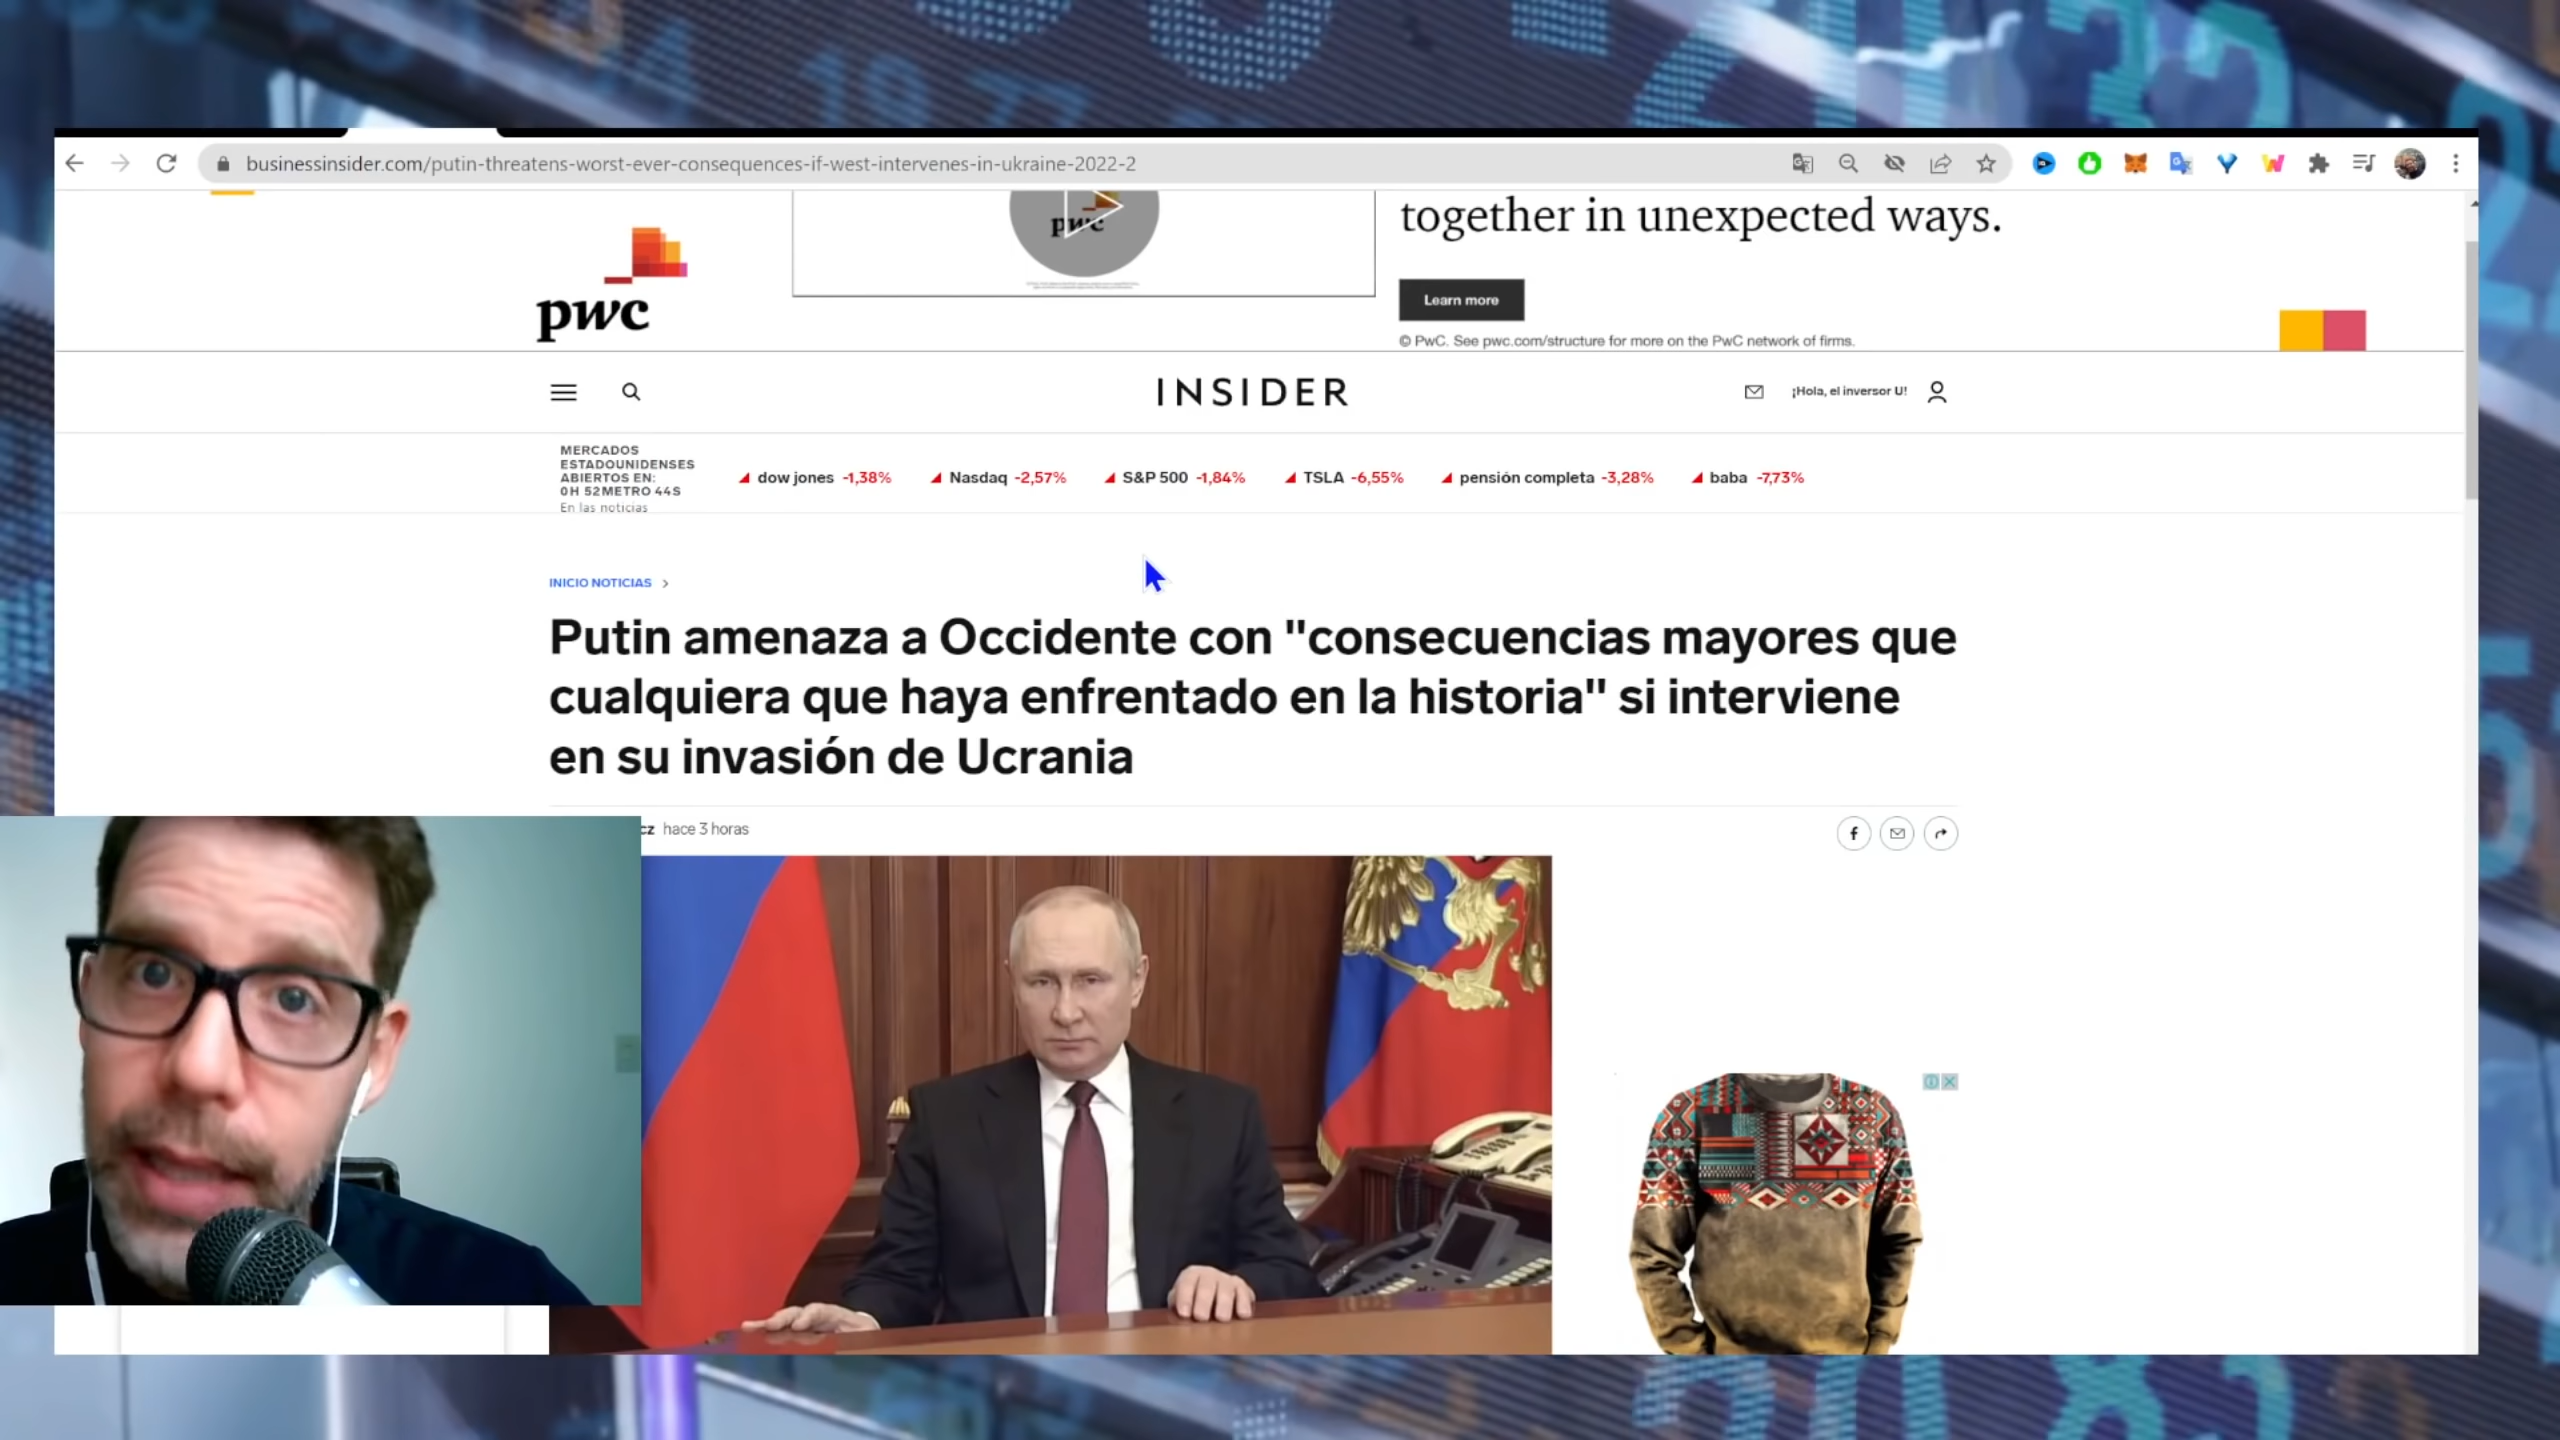 businessinsider.com/putin-threatens-worst-ever-consequences-if-west-intervenes-in-ukraine-2022-2
pwc
pwc
together in unexpected ways.
Learn more
© PwC. See pwc.com/structure for more on the PwC network of firms.
INSIDER
¡Hola, el inversor U!
MERCADOS
ESTADOUNIDENSES
ABIERTOS EN:
0H 52METRO 44S
En las noticias
dow jones -1,38%
Nasdaq -2,57%
S&P 500 -1,84%
TSLA -6,55%
pensión completa -3,28%
baba -7,73%
INICIO NOTICIAS >
Putin amenaza a Occidente con "consecuencias mayores que
cualquiera que haya enfrentado en la historia" si interviene
en su invasión de Ucrania
cz hace 3 horas